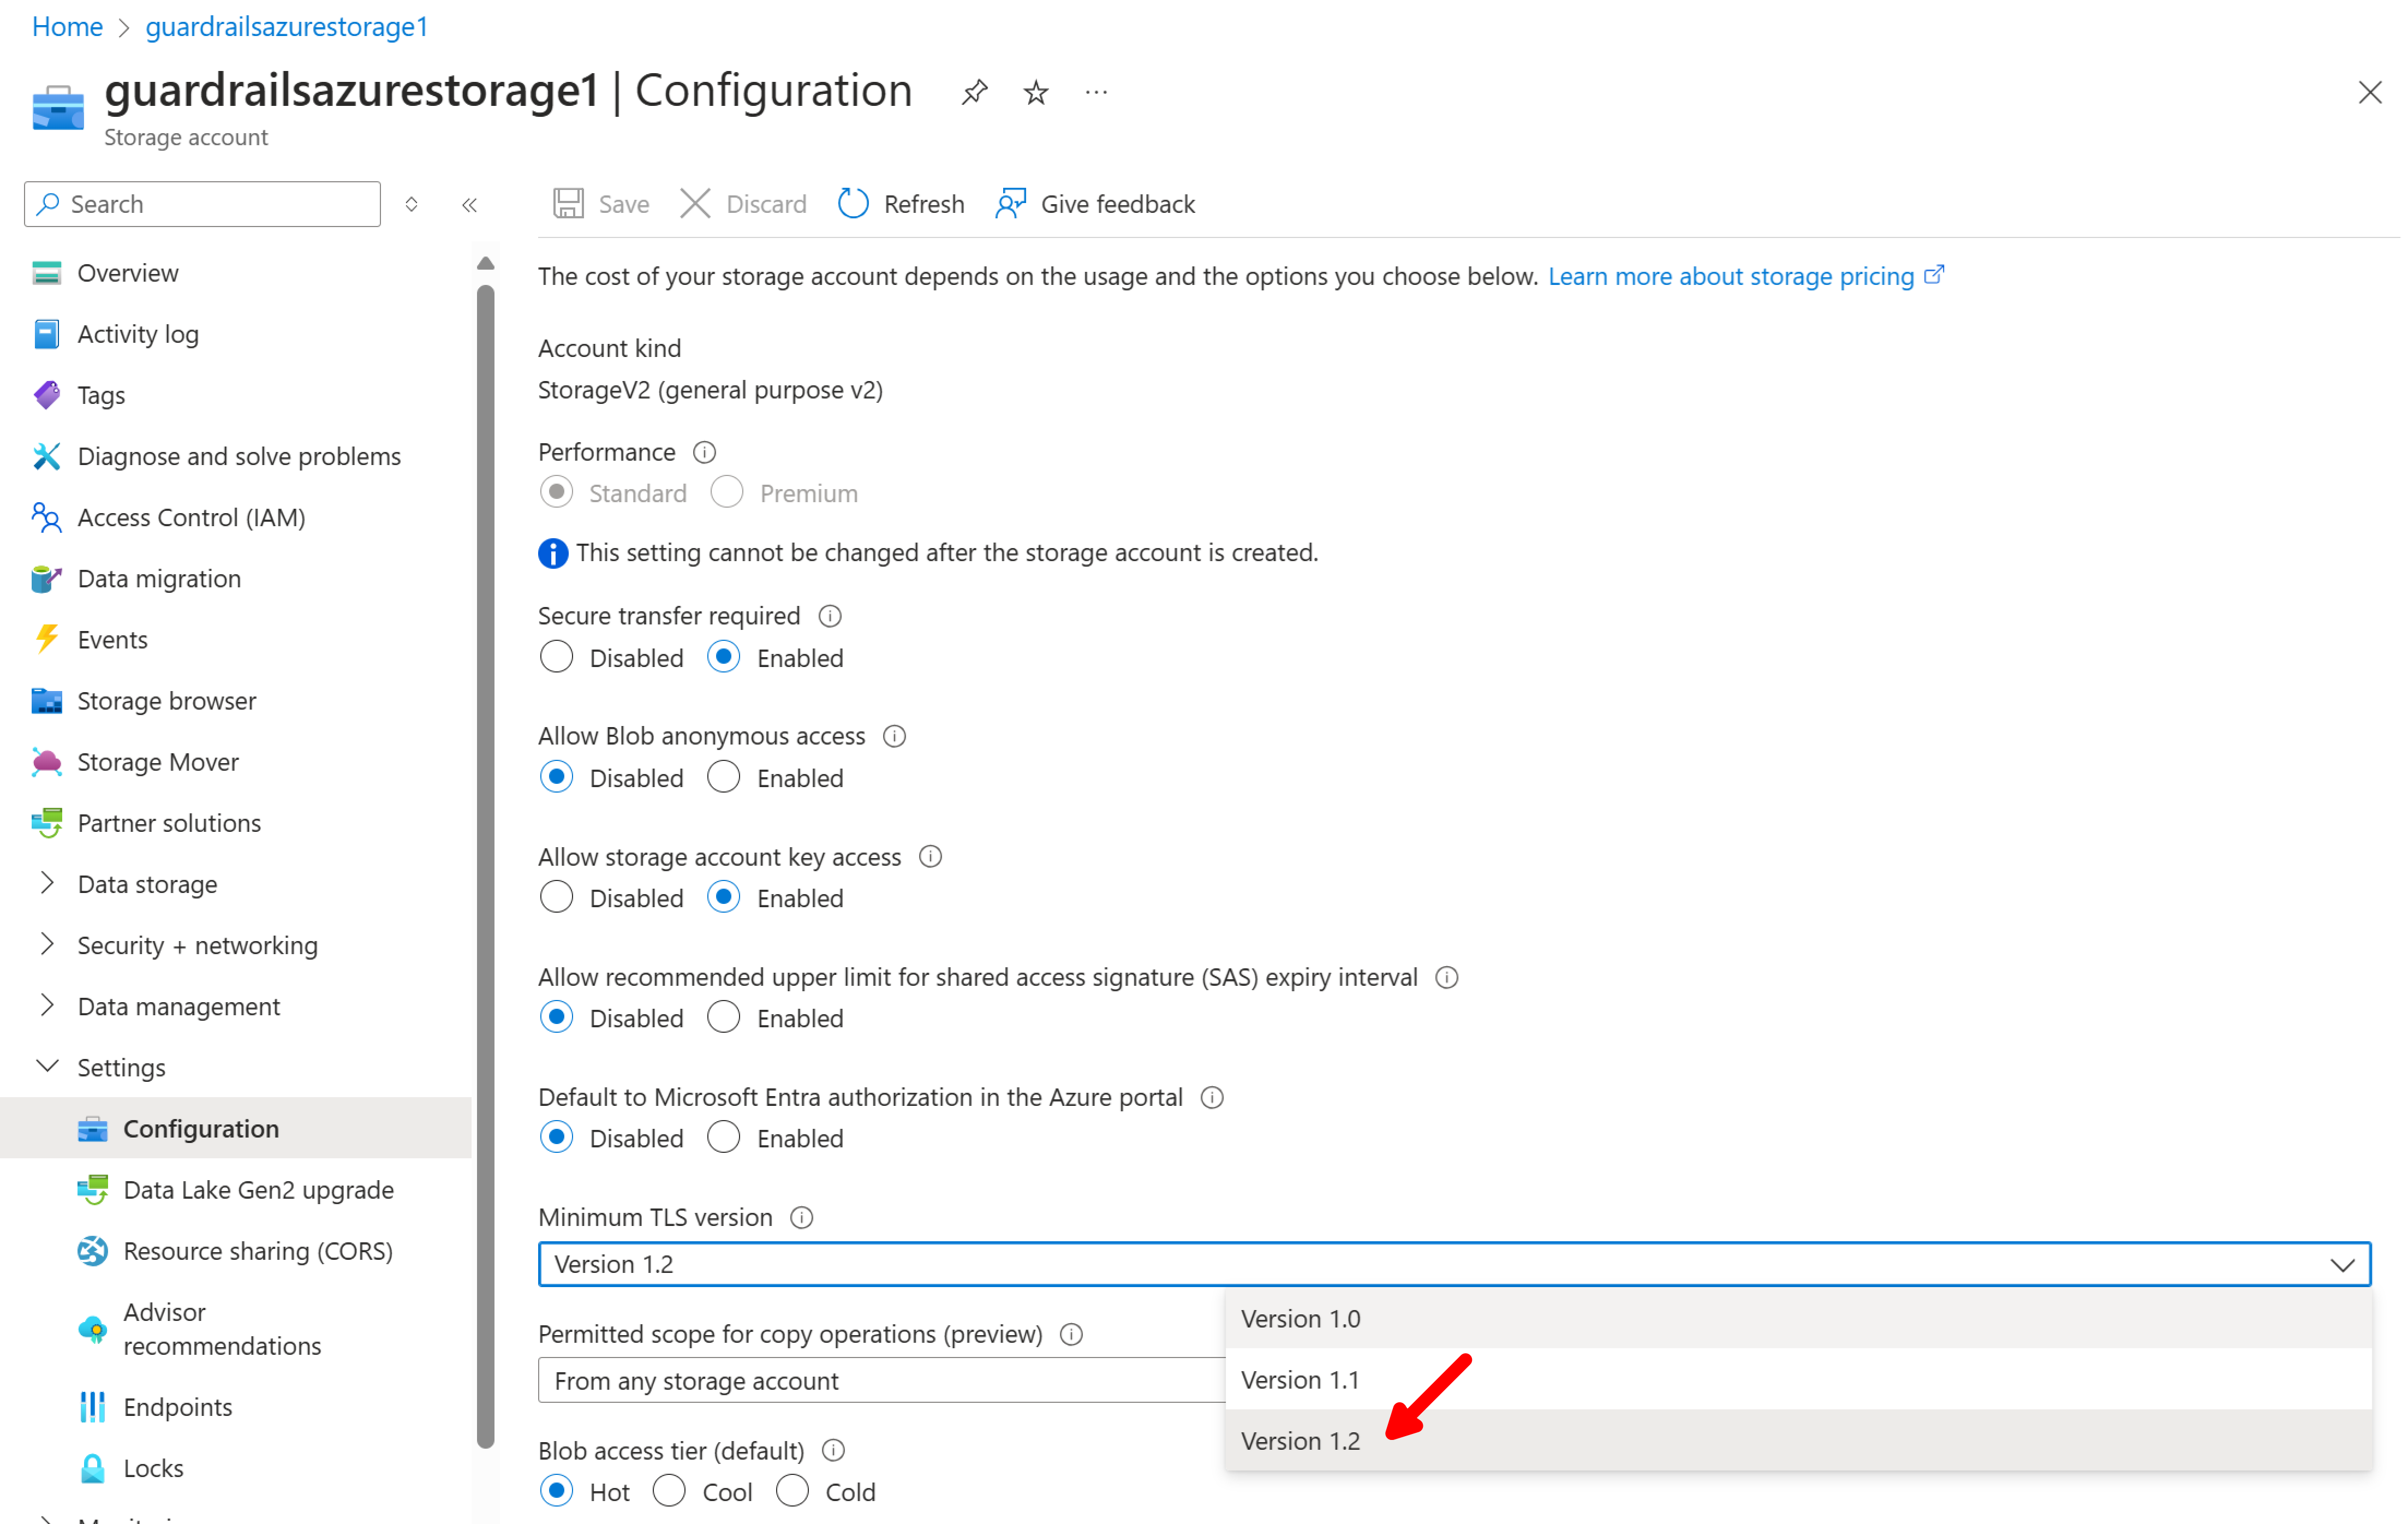 Home > guardrailsazurestorage1
guardrailsazurestorage1 | Configuration
Storage account
Search
Save Discard Refresh Give feedback
Overview
Activity log
Tags
Diagnose and solve problems
Access Control (IAM)
Data migration
Events
Storage browser
Storage Mover
Partner solutions
Data storage
Security + networking
Data management
Settings
Configuration
Data Lake Gen2 upgrade
Resource sharing (CORS)
Advisor
recommendations
Endpoints
Locks
The cost of your storage account depends on the usage and the options you choose below. Learn more about storage pricing
Account kind
StorageV2 (general purpose v2)
Performance
Standard Premium
This setting cannot be changed after the storage account is created.
Secure transfer required
Disabled Enabled
Allow Blob anonymous access
Disabled Enabled
Allow storage account key access
Disabled Enabled
Allow recommended upper limit for shared access signature (SAS) expiry interval
Disabled Enabled
Default to Microsoft Entra authorization in the Azure portal
Disabled Enabled
Minimum TLS version
Version 1.2
Version 1.0
Version 1.1
Version 1.2
Permitted scope for copy operations (preview)
From any storage account
Blob access tier (default)
Hot Cool Cold